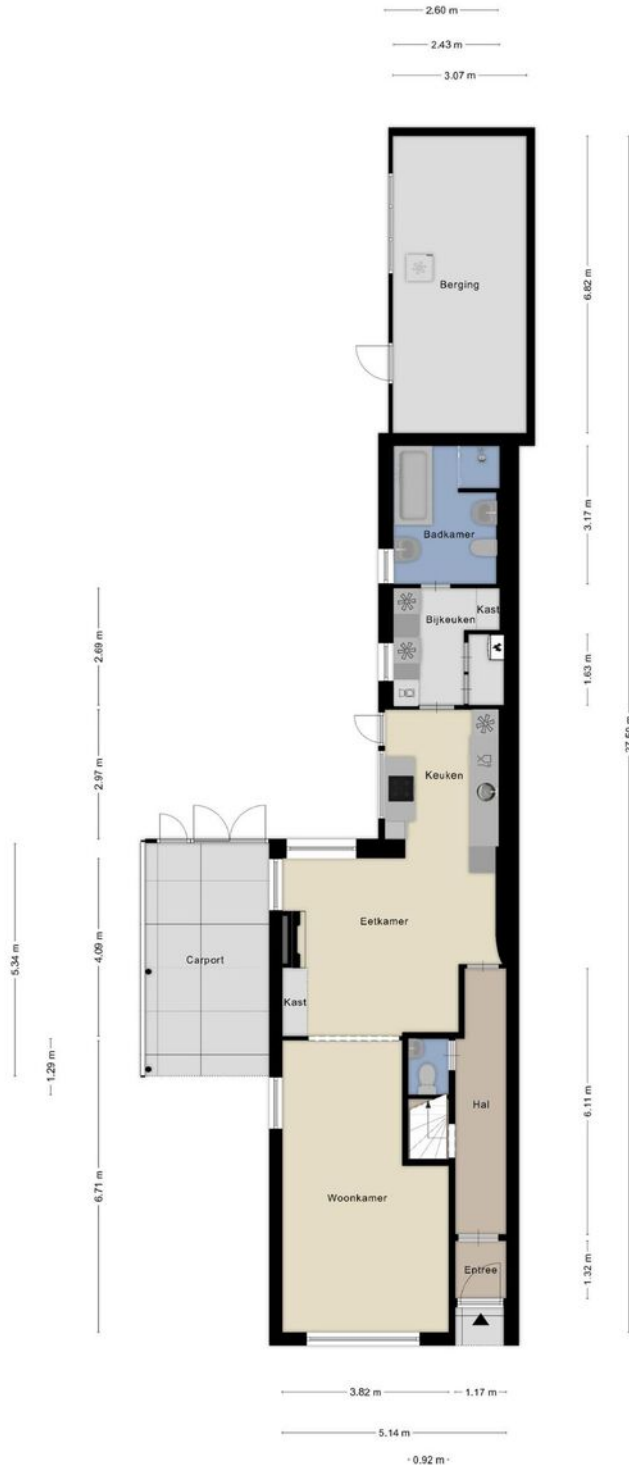 2.60 m
2.43 m
3.07 m
Berging
6.82 m
3.17 m
Badkamer
Bijkeuken
Kast
2.69 m
1.63 m
Keuken
2.97 m
Eetkamer
4.09 m
5.34 m
Carport
Kast
1.29 m
Hal
6.11 m
6.71 m
Woonkamer
Entree
1.32 m
3.82 m
1.17 m
5.14 m
0.92 m